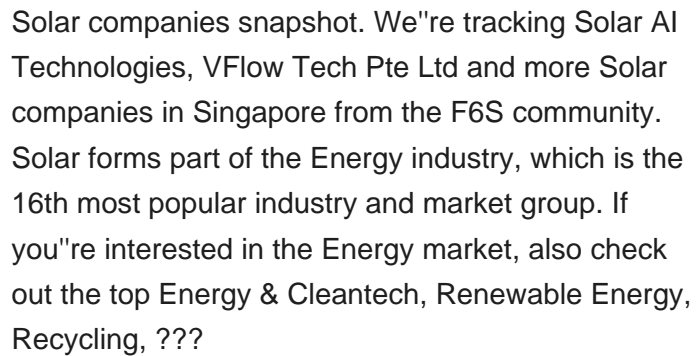 Solar companies snapshot. We"re tracking Solar AI
Technologies, VFlow Tech Pte Ltd and more Solar
companies in Singapore from the F6S community.
Solar forms part of the Energy industry, which is the
16th most popular industry and market group. If
you"re interested in the Energy market, also check
out the top Energy & Cleantech, Renewable Energy,
Recycling, ???